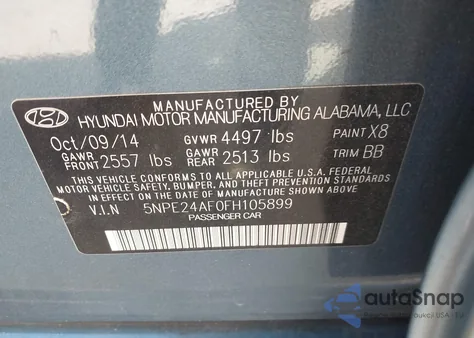 MANUFACTURED BY
HYUNDAI MOTOR MANUFACTURING ALABAMA, LLC
Oct/09/14 GVWR 4497 lbs PAINT X8
GAWR FRONT 2557 lbs GAWR REAR 2513 lbs TRIM BB
THIS VEHICLE CONFORMS TO ALL APPLICABLE FEDERAL MOTOR
VEHICLE SAFETY, BUMPER, AND THEFT PREVENTION STANDARDS
IN EFFECT ON THE DATE OF MANUFACTURE SHOWN ABOVE.
V.I.N 5NPE24AF0FH105899
PASSENGER CAR
autoSnap
USA